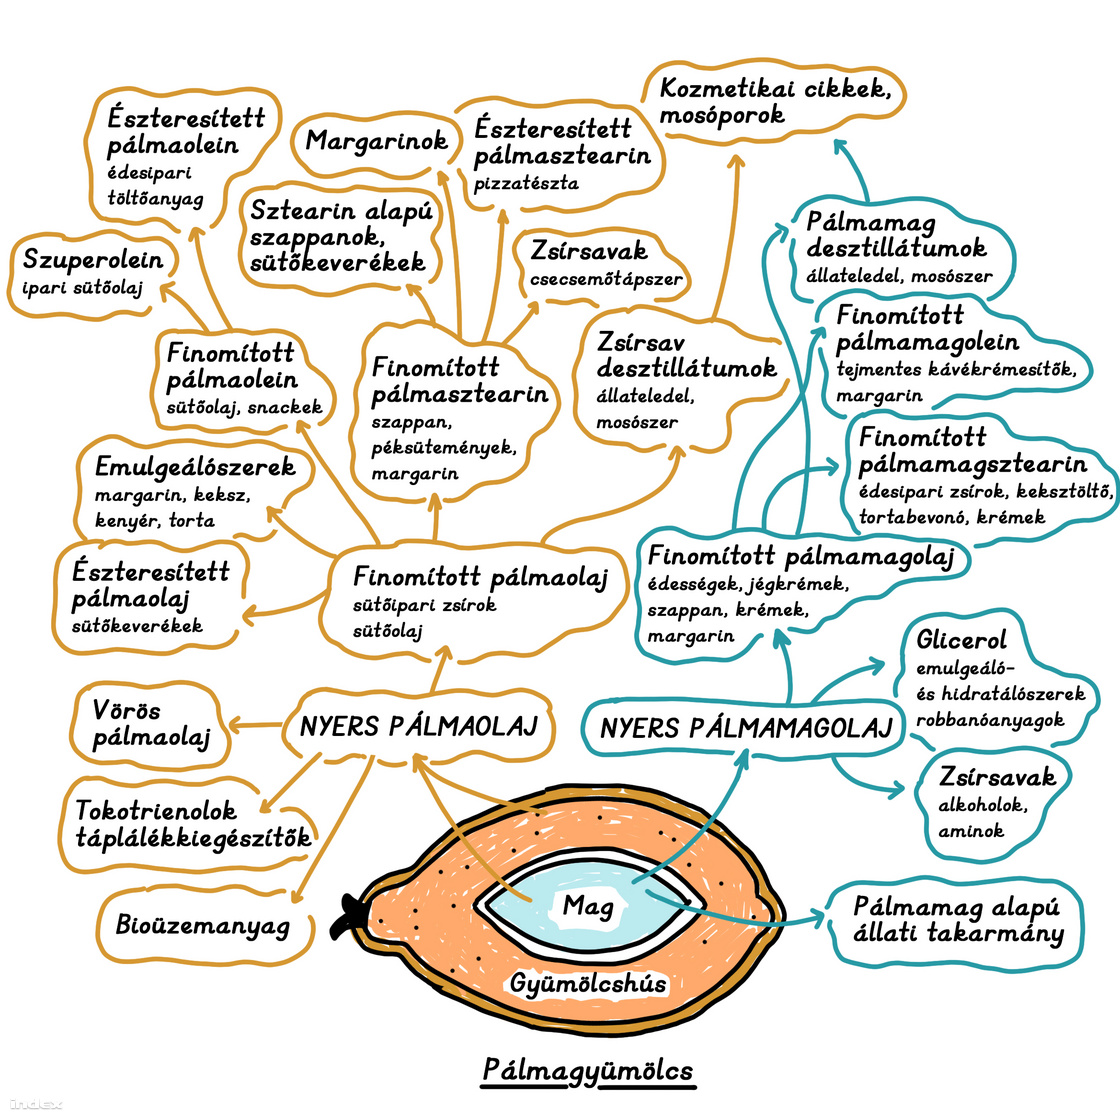 Kozmetikai cikkek,
mosóporok
Észteresített
pálmaolein
édesipari
töltőanyag
Margarinok
Észteresített
pálmasztearin
pizzatészta
Sztearin alapú
szappanok,
sütőkeverékek
Szuperolein
ipari sütőolaj
Zsírsavak
csecsemőtápszer
Pálmamag
desztillátumok
állateledel, mosószer
Finomított
pálmamagolein
tejmentes kávékrémesítők,
margarin
Finomított
pálmaolein
sütőolaj, snackek
Finomított
pálmasztearin
szappan,
péksütemények,
margarin
Zsírsav
desztillátumok
állateledel,
mosószer
Finomított
pálmamagsztearin
édesipari zsírok, keksztöltő,
tortabevonó, krémek
Emulgeálószerek
margarin, keksz,
kenyér, torta
Észteresített
pálmaolaj
sütőkeverékek
Finomított pálmaolaj
sütőipari zsírok
sütőolaj
Finomított pálmamagolaj
édességek, jégkrémek,
szappan, krémek,
margarin
Glicerol
emulgeáló-
és hidratálószerek
robbanóanyagok
Vörös
pálmaolaj
NYERS PÁLMAOLAJ
NYERS PÁLMAMAGOLAJ
Zsírsavak
alkoholok,
aminok
Tokotrienolok
táplálékkiegészítők
Bioüzemanyag
Mag
Pálmamag alapú
állati takarmány
Gyümölcshús
Pálmagyümölcs
index